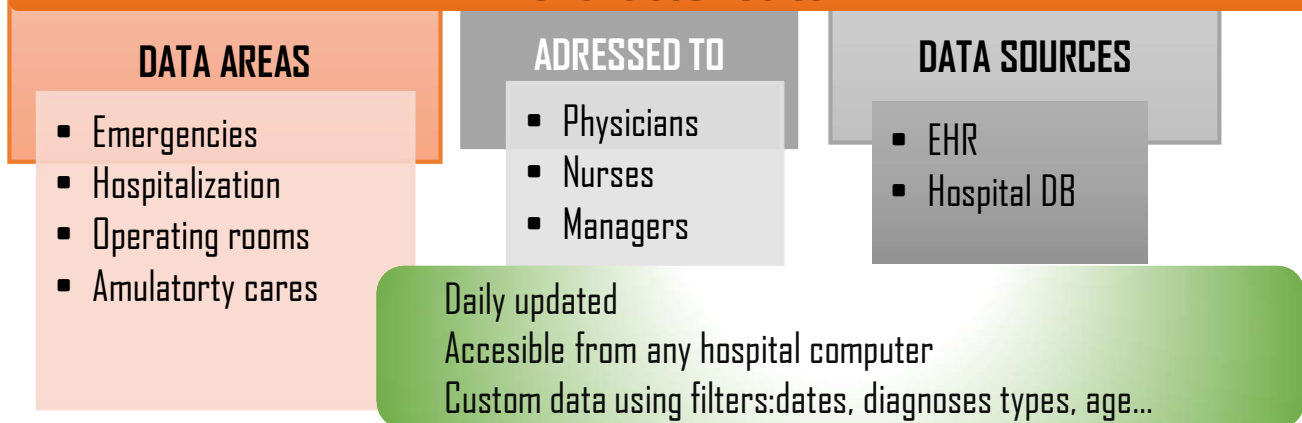 DATA AREAS
▪ Emergencies
▪ Hospitalization
▪ Operating rooms
▪ Amulatorty cares
ADRESSED TO
▪ Physicians
▪ Nurses
▪ Managers
DATA SOURCES
▪ EHR
▪ Hospital DB
Daily updated
Accesible from any hospital computer
Custom data using filters:dates, diagnoses types, age...